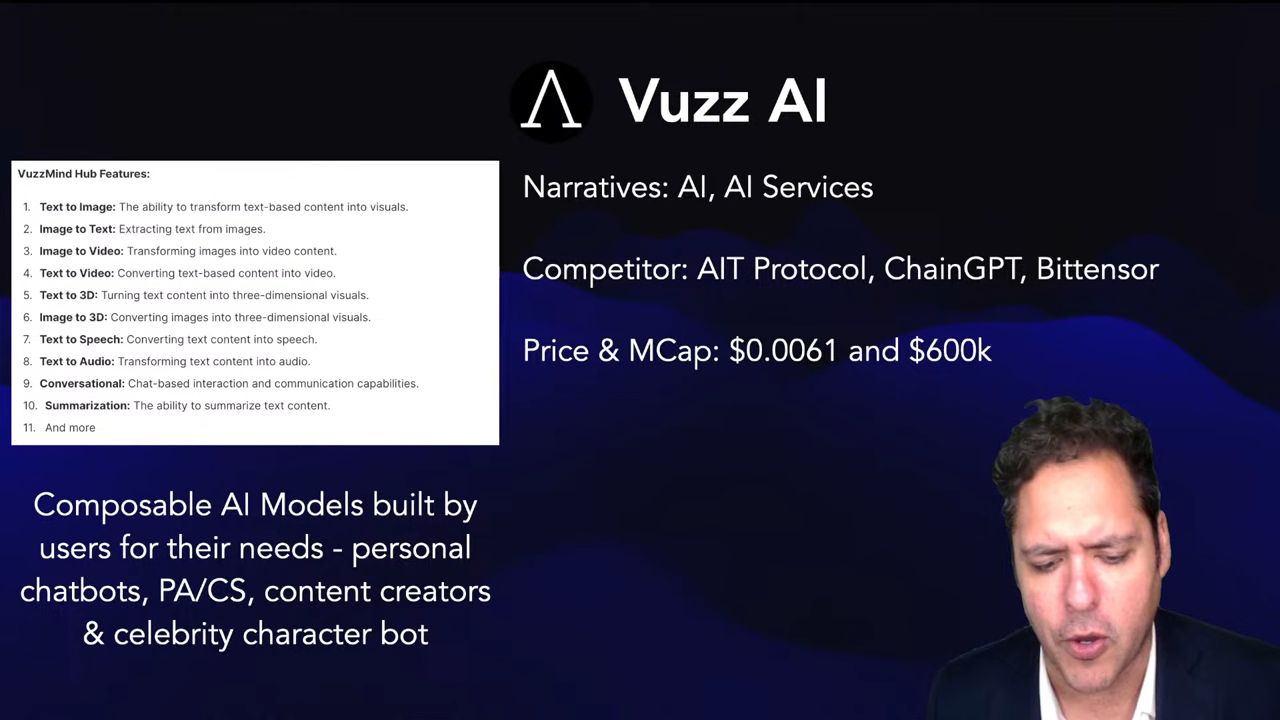 Vuzz AI
VuzzMind Hub Features:
1. Text to Image: The ability to transform text-based content into visuals.
2. Image to Text: Extracting text from images.
3. Image to Video: Transforming images into video content.
4. Text to Video: Converting text-based content into video.
5. Text to 3D: Turning text content into three-dimensional visuals.
6. Image to 3D: Converting images into three-dimensional visuals.
7. Text to Speech: Converting text content into speech.
8. Text to Audio: Transforming text content into audio.
9. Conversational: Chat-based interaction and communication capabilities.
10. Summarization: The ability to summarize text content.
11. And more
Composable AI Models built by
users for their needs - personal
chatbots, PA/CS, content creators
& celebrity character bot
Narratives: AI, AI Services
Competitor: AIT Protocol, ChainGPT, Bittensor
Price & MCap: $0.0061 and $600k